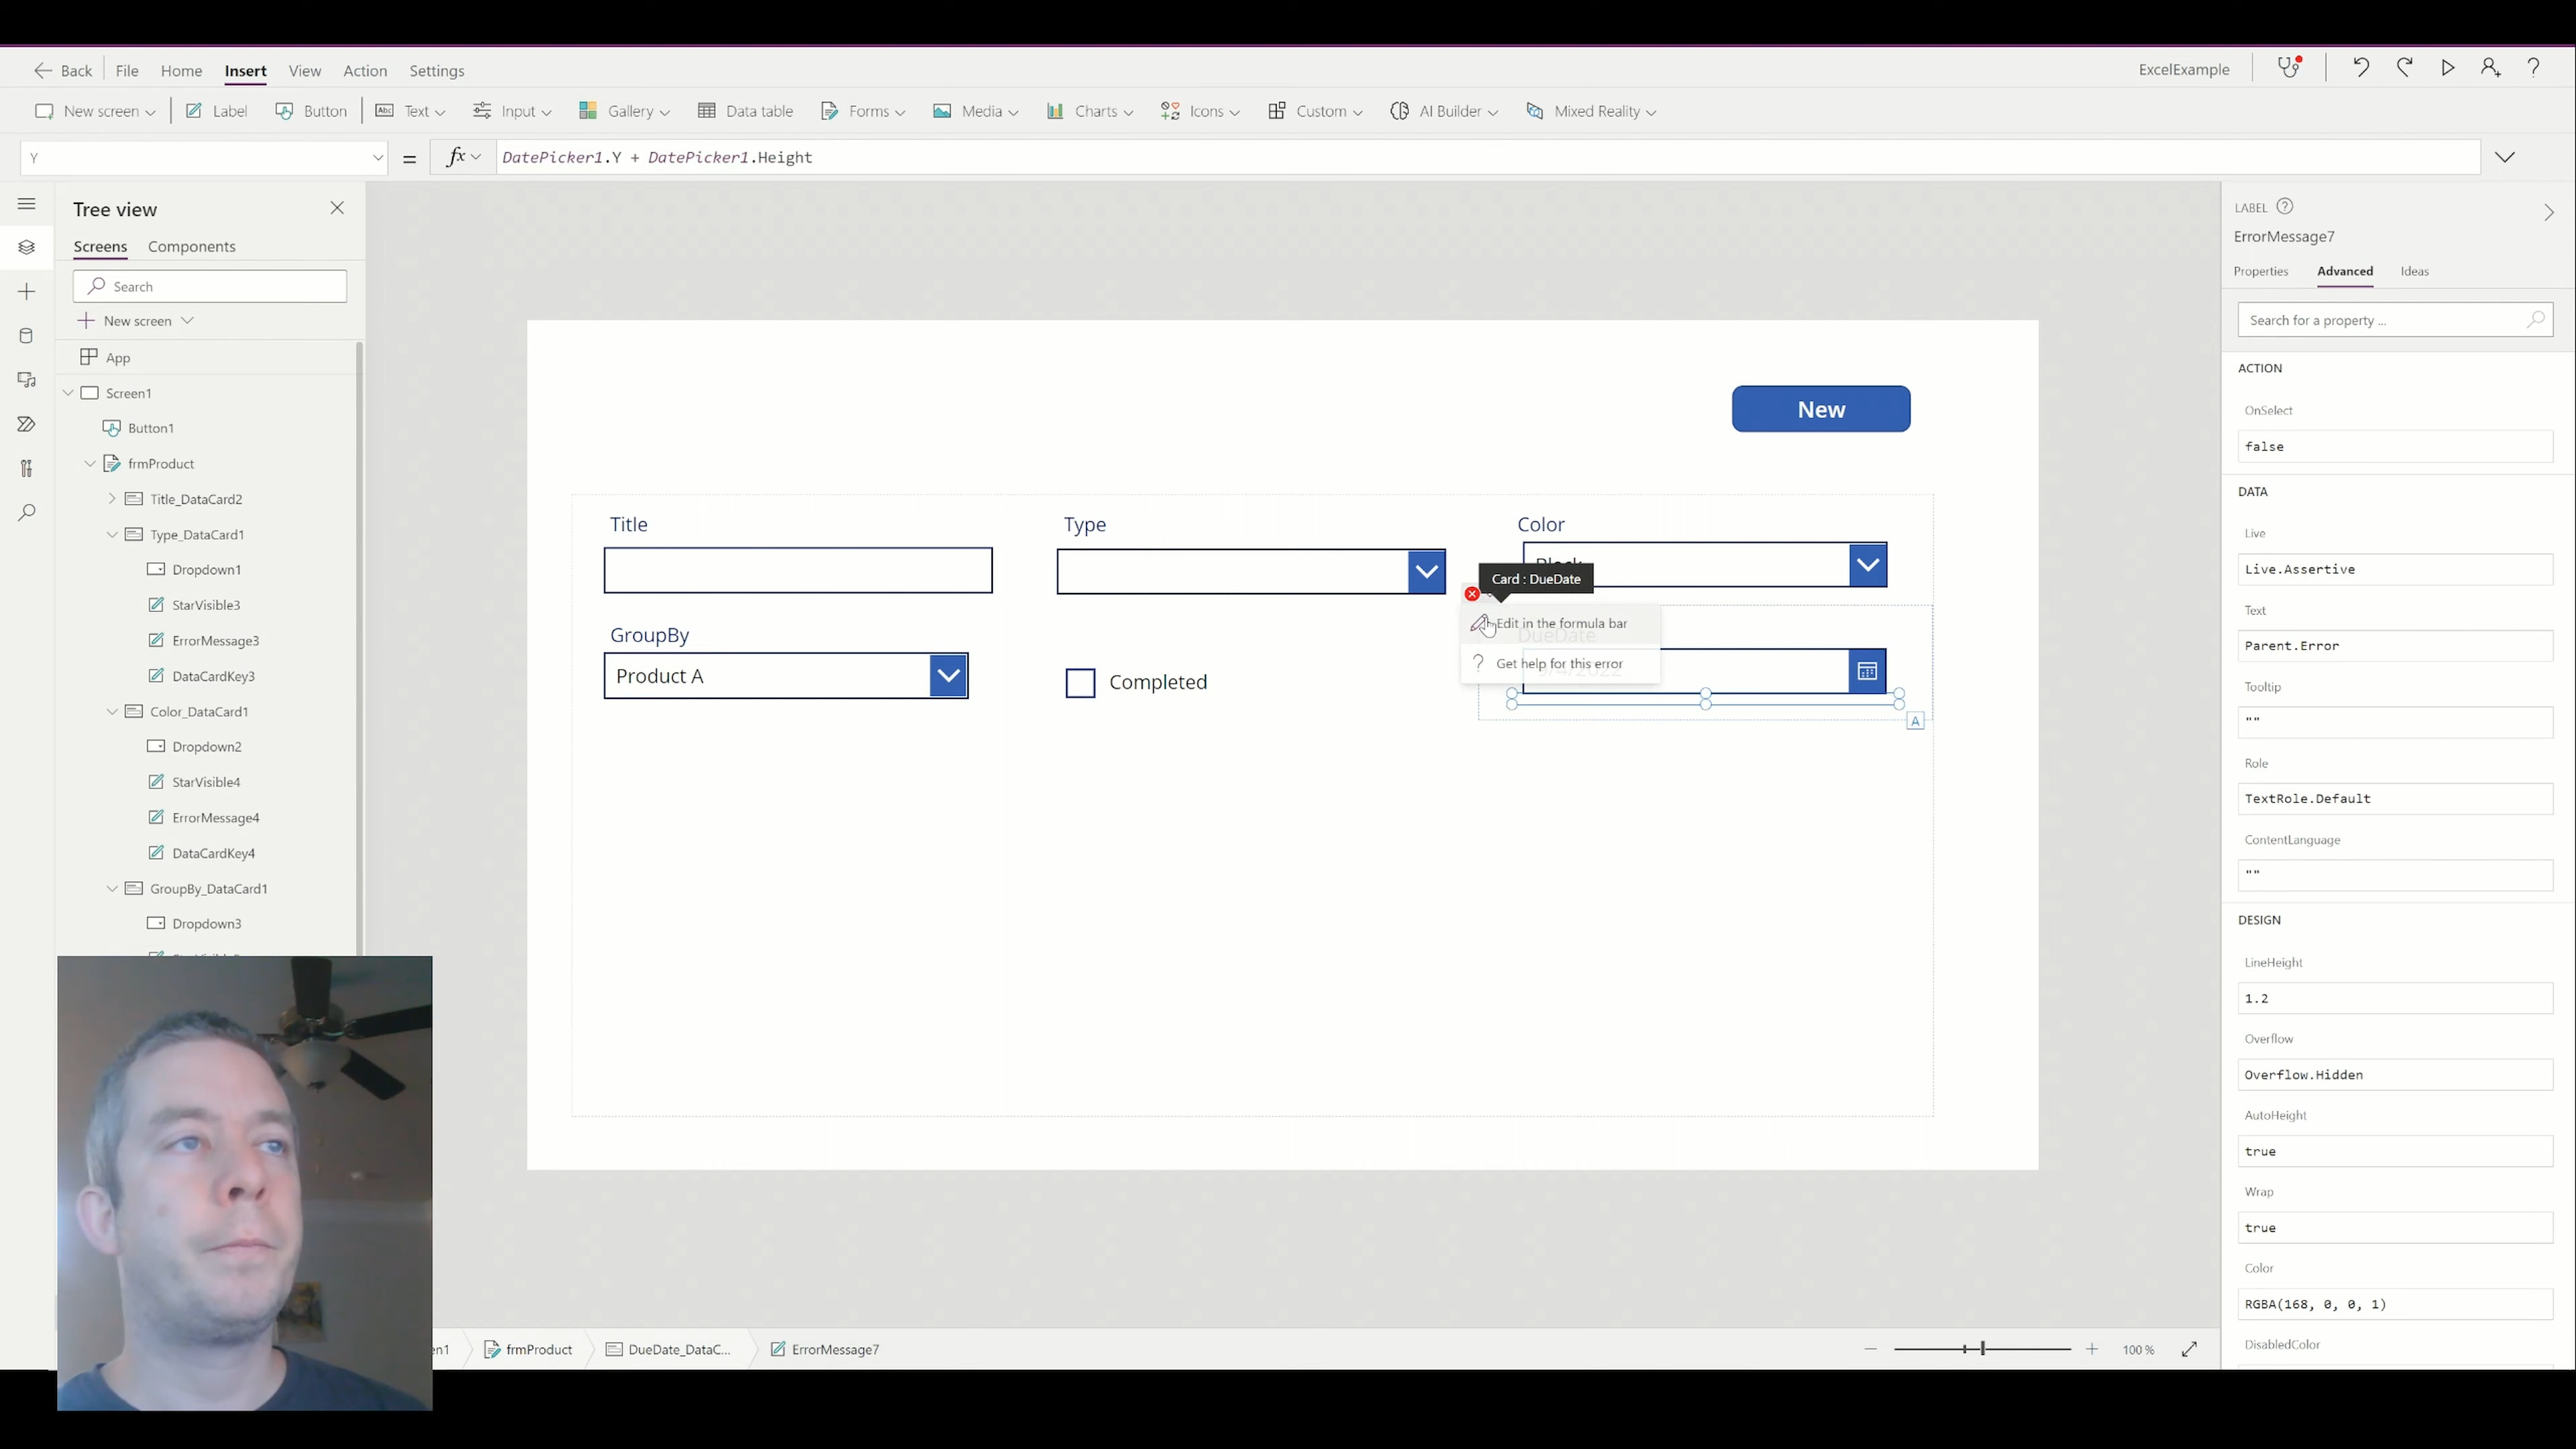 Back
File
Home
Insert
View
Action
Settings
ExcelExample
New screen
Label
Button
Text
Input
Gallery
Data table
Forms
Media
Charts
Icons
Custom
AI Builder
Mixed Reality
Y
=
fx
DatePicker1.Y + DatePicker1.Height
Tree view
Screens
Components
Search
New screen
App
Screen1
Button1
frmProduct
Title_DataCard2
Type_DataCard1
Dropdown1
StarVisible3
ErrorMessage3
DataCardKey3
Color_DataCard1
Dropdown2
StarVisible4
ErrorMessage4
DataCardKey4
GroupBy_DataCard1
Dropdown3
New
Title
Type
Color
Card : DueDate
Edit in the formula bar
DueDate
Get help for this error
GroupBy
Product A
Completed
A
frmProduct
DueDate_DataC...
ErrorMessage7
100 %
LABEL
ErrorMessage7
Properties
Advanced
Ideas
Search for a property ...
ACTION
OnSelect
false
DATA
Live
Live.Assertive
Text
Parent.Error
Tooltip
""
Role
TextRole.Default
ContentLanguage
""
DESIGN
LineHeight
1.2
Overflow
Overflow.Hidden
AutoHeight
true
Wrap
true
Color
RGBA(168, 0, 0, 1)
DisabledColor